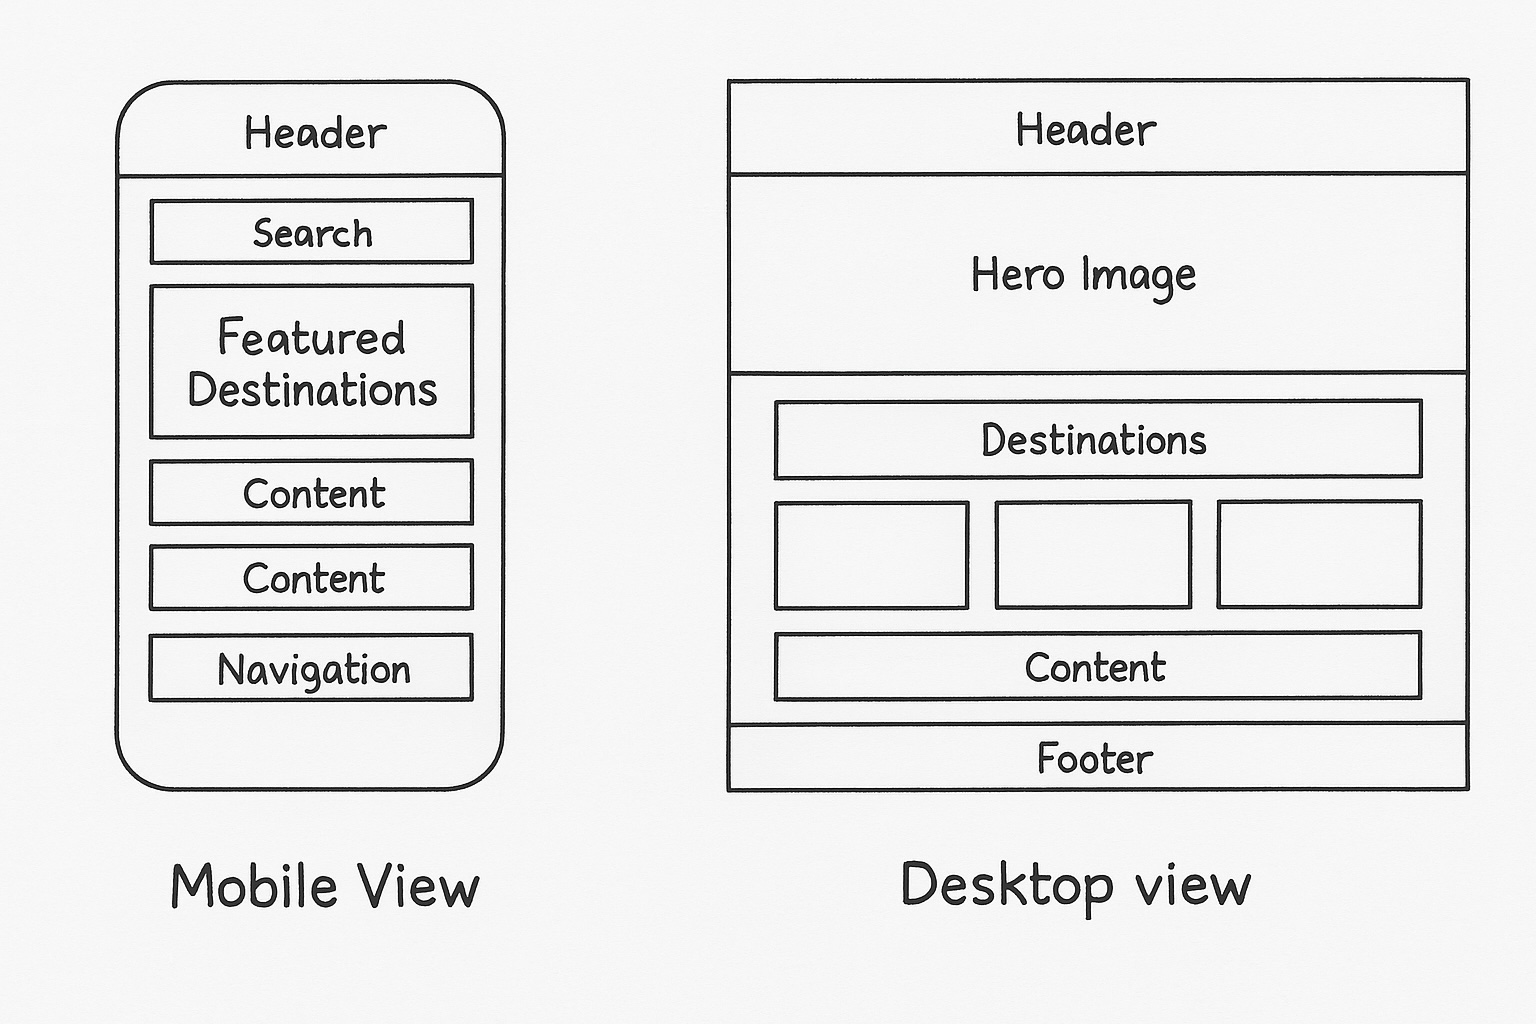 Header
Search
Featured
Destinations
Content
Content
Navigation
Mobile View
Header
Hero Image
Destinations
Content
Footer
Desktop view